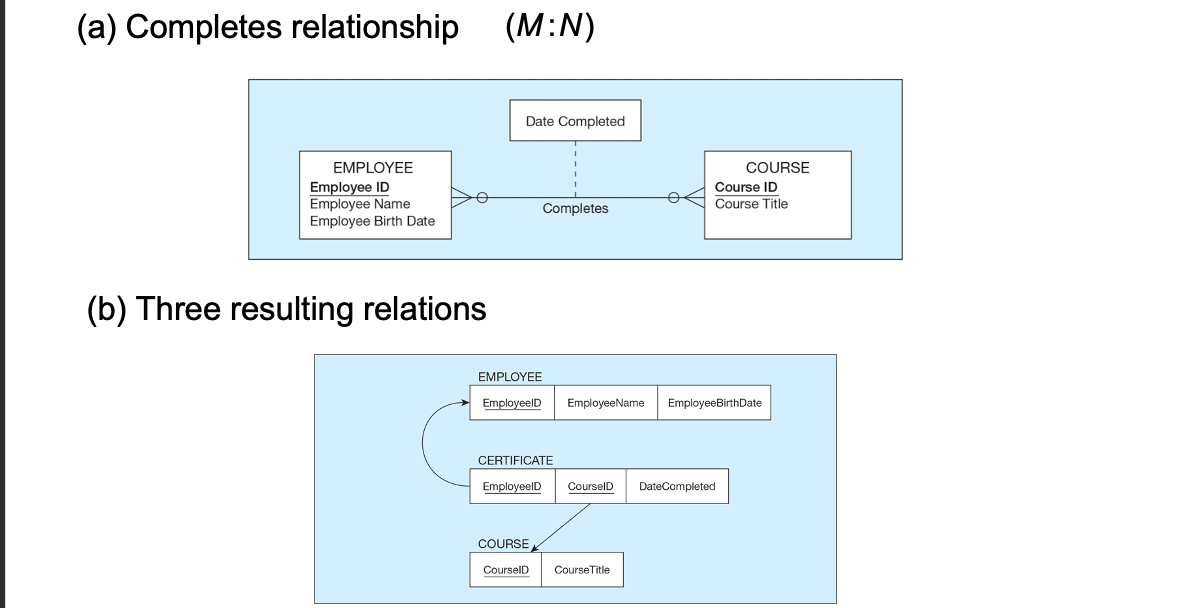 (a) Completes relationship (M:N)
Date Completed
EMPLOYEE
Employee ID
Employee Name
Employee Birth Date
Completes
COURSE
Course ID
Course Title
(b) Three resulting relations
EMPLOYEE
EmployeeID EmployeeName EmployeeBirthDate
CERTIFICATE
EmployeeID CourseID DateCompleted
COURSE
CourseID CourseTitle